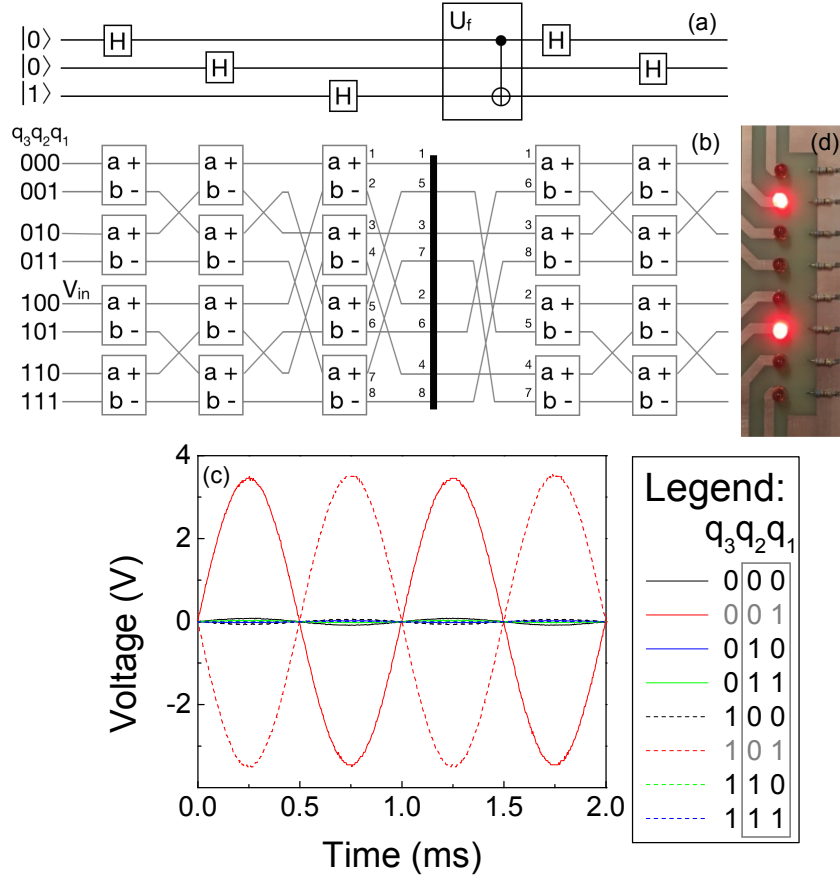 (a)
U_f
|0⟩ H H
|0⟩ H H
|1⟩ H
(b)
q₃q₂q₁
000 a + a + a + 1 1 1 a + a +
001 b - b - b - 2 5 6 b - b -
010 a + a + a + 3 3 3 a + a +
011 b - b - b - 4 7 8 b - b -
100 V_in a + a + a + 5 2 2 a + a +
101 b - b - b - 6 6 5 b - b -
110 a + a + a + 7 4 4 a + a +
111 b - b - b - 8 8 7 b - b -
(d)
(c)
Voltage (V)
4
2
0
-2
0.0 0.5 1.0 1.5 2.0
Time (ms)
Legend:
q₃q₂q₁
0 0 0
0 0 1
0 1 0
0 1 1
1 0 0
1 0 1
1 1 0
1 1 1